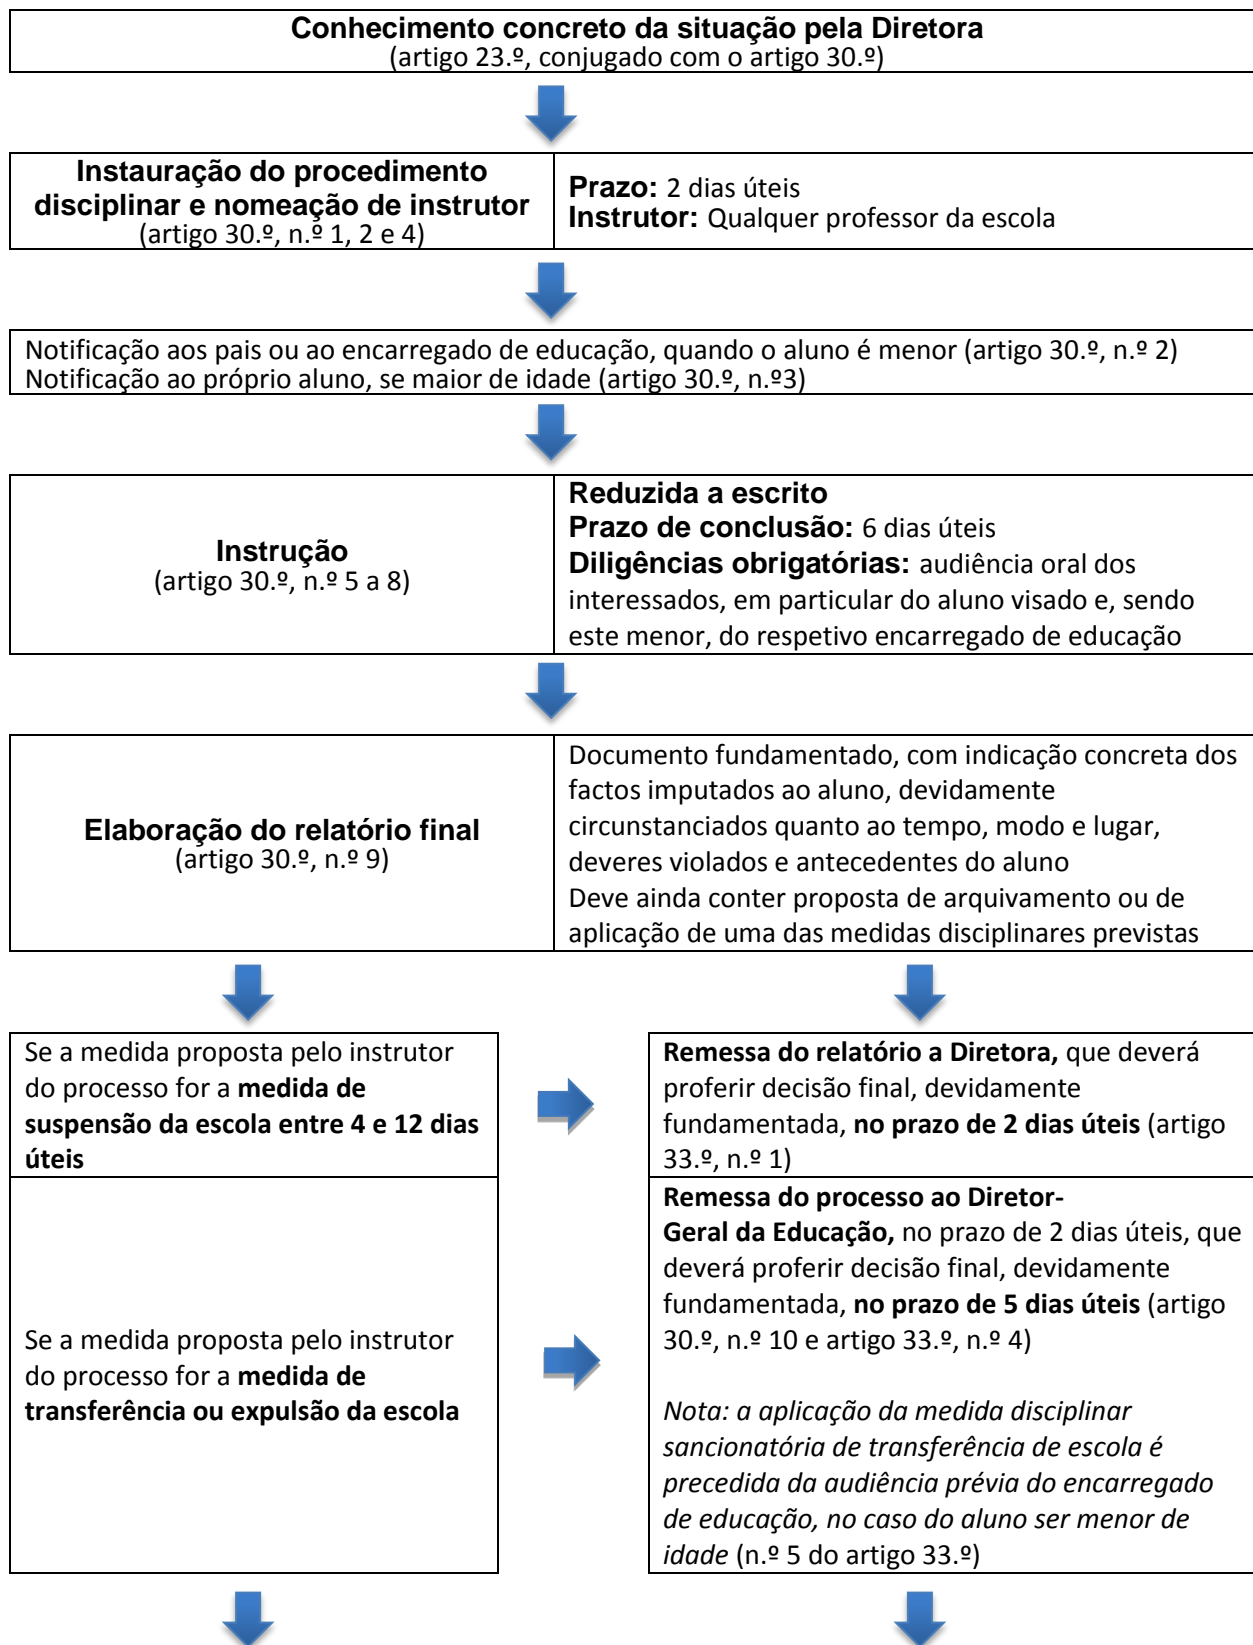 Conhecimento concreto da situação pela Diretora
(artigo 23.º, conjugado com o artigo 30.º)
Instauração do procedimento
disciplinar e nomeação de instrutor
(artigo 30.º, n.º 1, 2 e 4)
Prazo: 2 dias úteis
Instrutor: Qualquer professor da escola
Notificação aos pais ou ao encarregado de educação, quando o aluno é menor (artigo 30.º, n.º 2)
Notificação ao próprio aluno, se maior de idade (artigo 30.º, n.º3)
Instrução
(artigo 30.º, n.º 5 a 8)
Reduzida a escrito
Prazo de conclusão: 6 dias úteis
Diligências obrigatórias: audiência oral dos
interessados, em particular do aluno visado e, sendo
este menor, do respetivo encarregado de educação
Elaboração do relatório final
(artigo 30.º, n.º 9)
Documento fundamentado, com indicação concreta dos
factos imputados ao aluno, devidamente
circunstanciados quanto ao tempo, modo e lugar,
deveres violados e antecedentes do aluno
Deve ainda conter proposta de arquivamento ou de
aplicação de uma das medidas disciplinares previstas
Se a medida proposta pelo instrutor
do processo for a medida de
suspensão da escola entre 4 e 12 dias
úteis
Remessa do relatório a Diretora, que deverá
proferir decisão final, devidamente
fundamentada, no prazo de 2 dias úteis (artigo
33.º, n.º 1)
Se a medida proposta pelo instrutor
do processo for a medida de
transferência ou expulsão da escola
Remessa do processo ao Diretor-
Geral da Educação, no prazo de 2 dias úteis, que
deverá proferir decisão final, devidamente
fundamentada, no prazo de 5 dias úteis (artigo
30.º, n.º 10 e artigo 33.º, n.º 4)
Nota: a aplicação da medida disciplinar
sancionatória de transferência de escola é
precedida da audiência prévia do encarregado
de educação, no caso do aluno ser menor de
idade (n.º 5 do artigo 33.º)